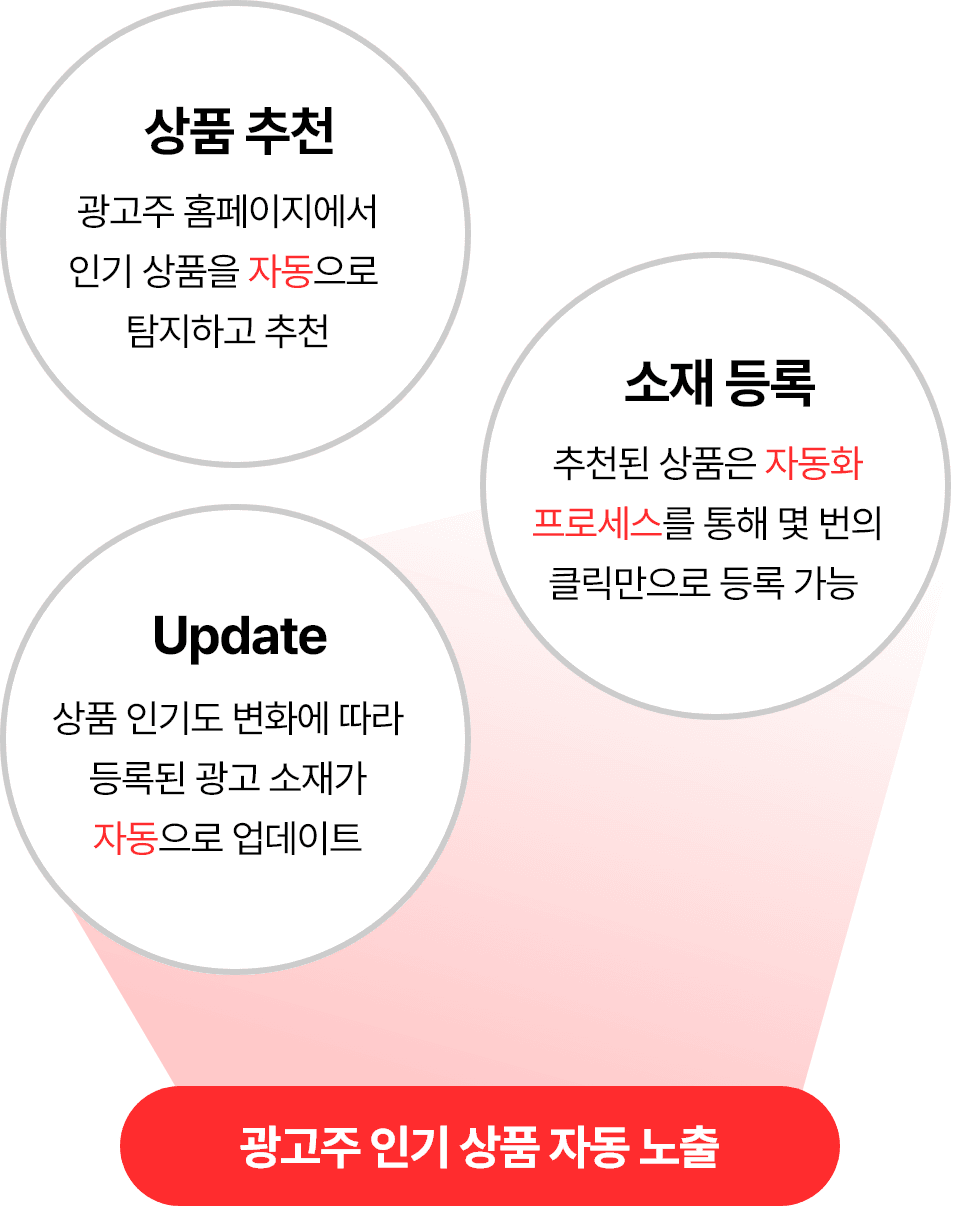 상품 추천
광고주 홈페이지에서
인기 상품을 자동으로
탐지하고 추천
소재 등록
추천된 상품은 자동화
프로세스를 통해 몇 번의
클릭만으로 등록 가능
Update
상품 인기도 변화에 따라
등록된 광고 소재가
자동으로 업데이트
광고주 인기 상품 자동 노출